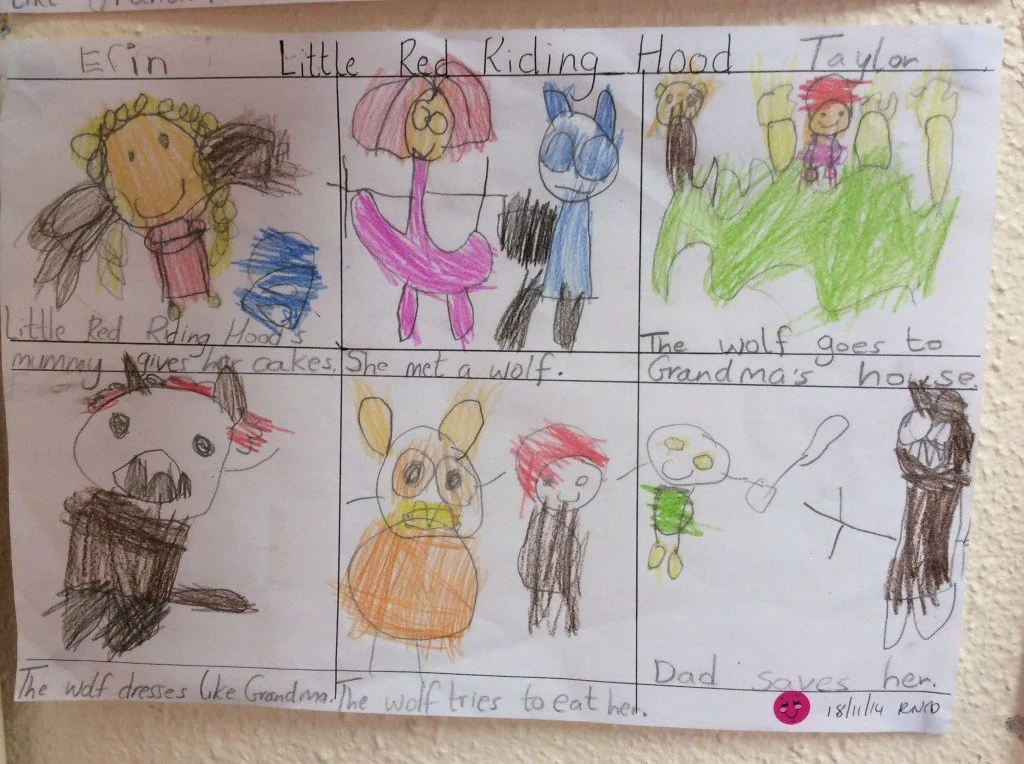 Erin Little Red Riding Hood Taylor
Little Red Riding Hood's
mummy gives her cakes.
She met a wolf.
The wolf goes to
Grandma's house.
The wolf dresses like Grandma.
The wolf tries to eat her.
Dad saves her.
18/11/14